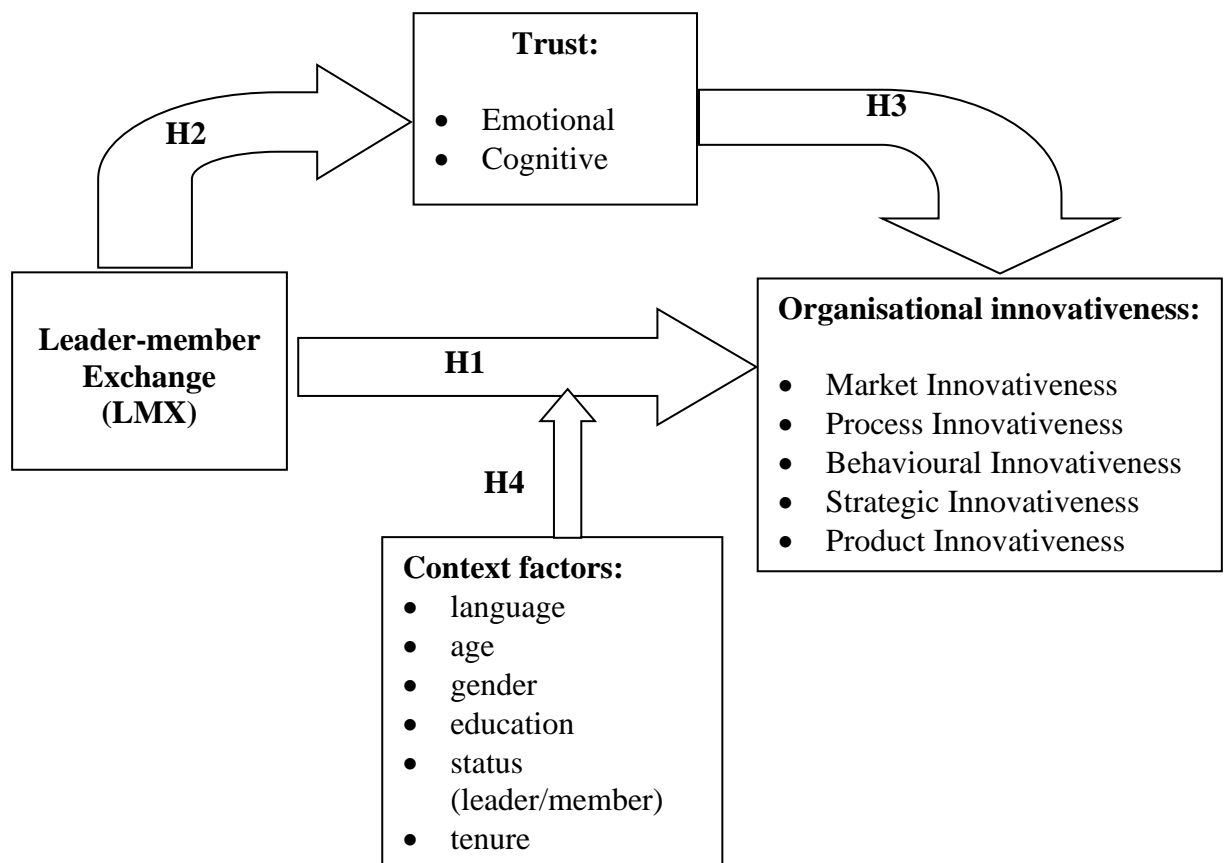 Trust:
• Emotional
• Cognitive
H2
H3
Leader-member
Exchange
(LMX)
H1
Organisational innovativeness:
• Market Innovativeness
• Process Innovativeness
• Behavioural Innovativeness
• Strategic Innovativeness
• Product Innovativeness
H4
Context factors:
• language
• age
• gender
• education
• status
(leader/member)
• tenure